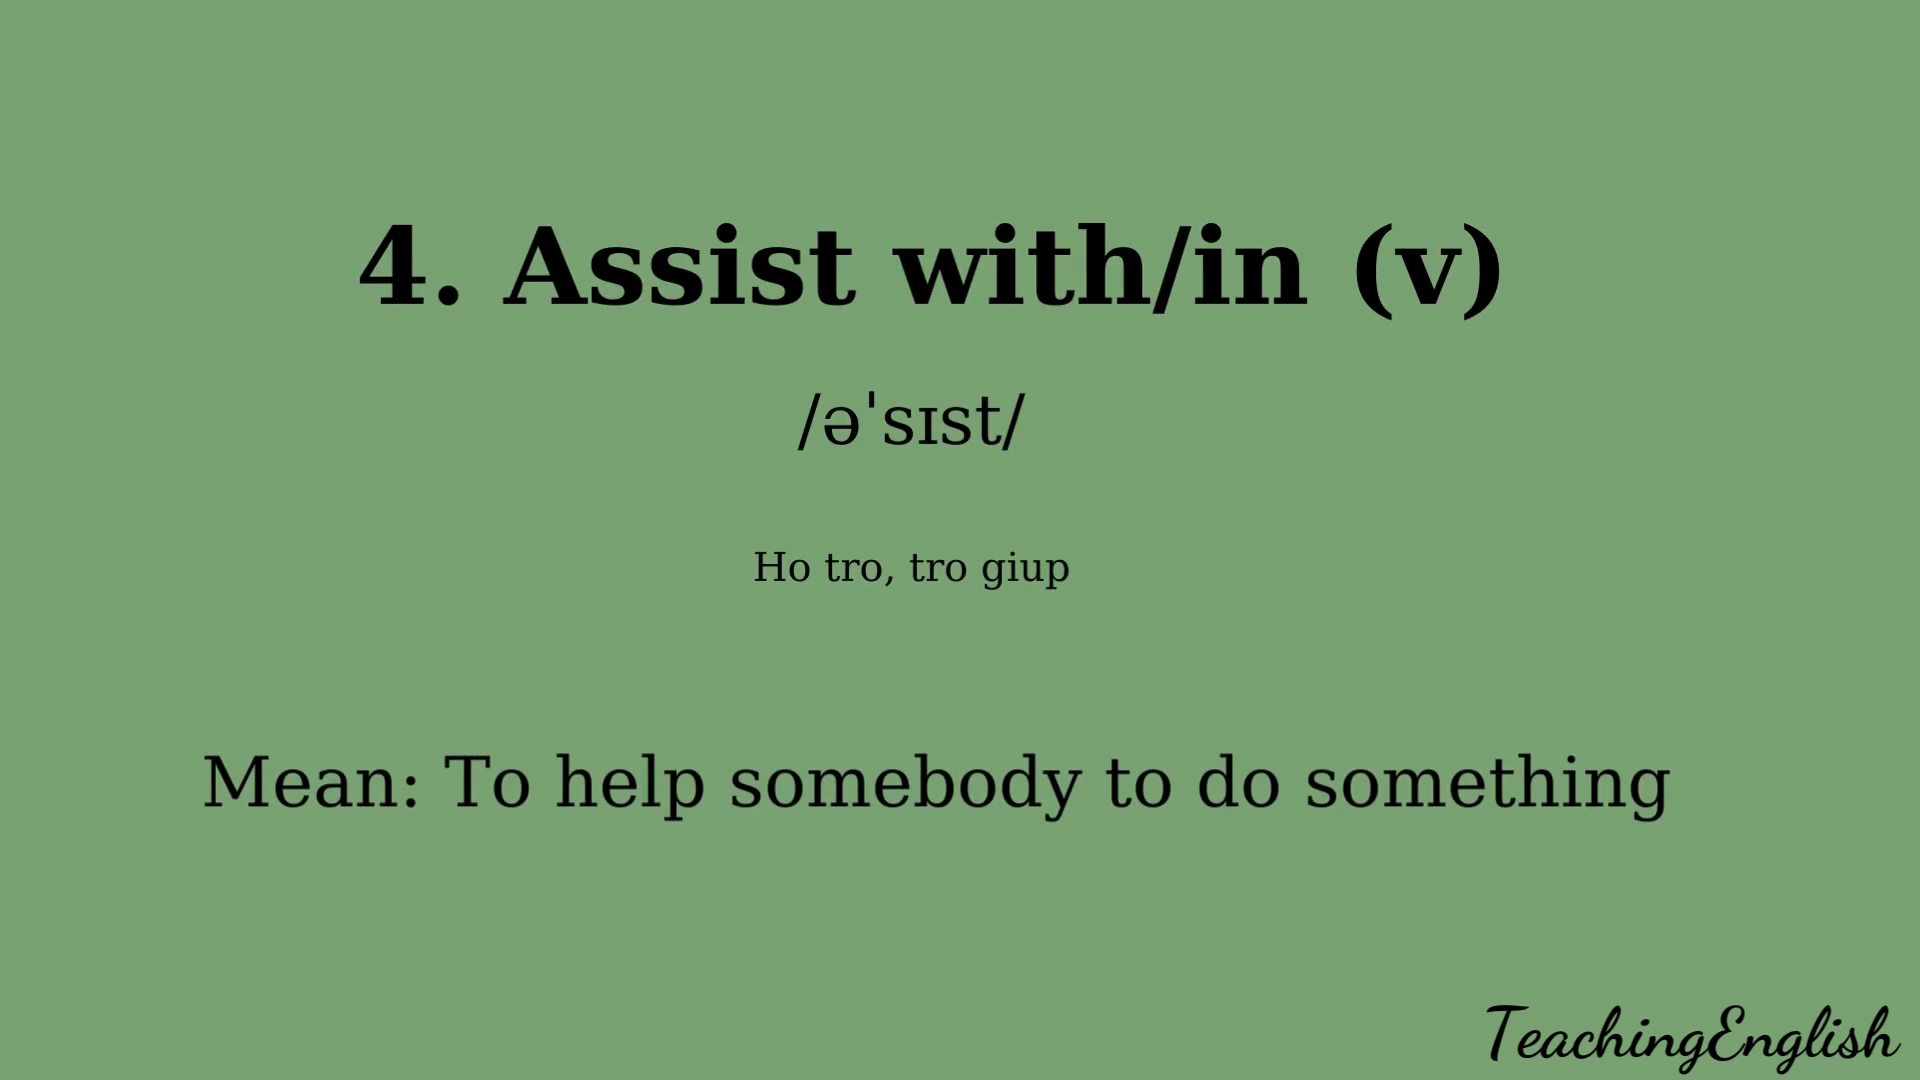 4. Assist with/in (v)
/əˈsɪst/
Ho tro, tro giup
Mean: To help somebody to do something
TeachingEnglish